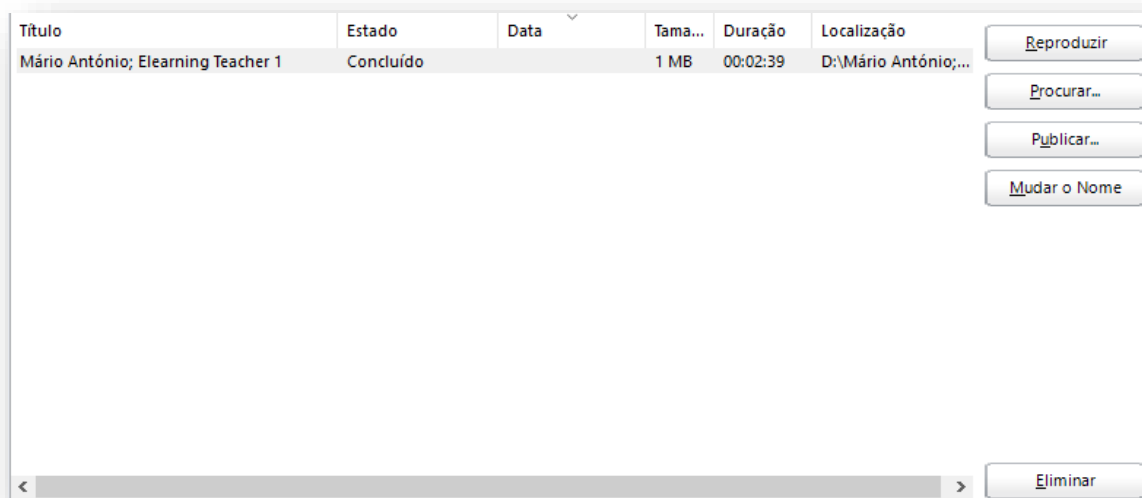 Título Estado Data Tama... Duração Localização
Mário António; Elearning Teacher 1 Concluído 1 MB 00:02:39 D:\Mário António;...
Reproduzir
Procurar...
Publicar...
Mudar o Nome
Eliminar